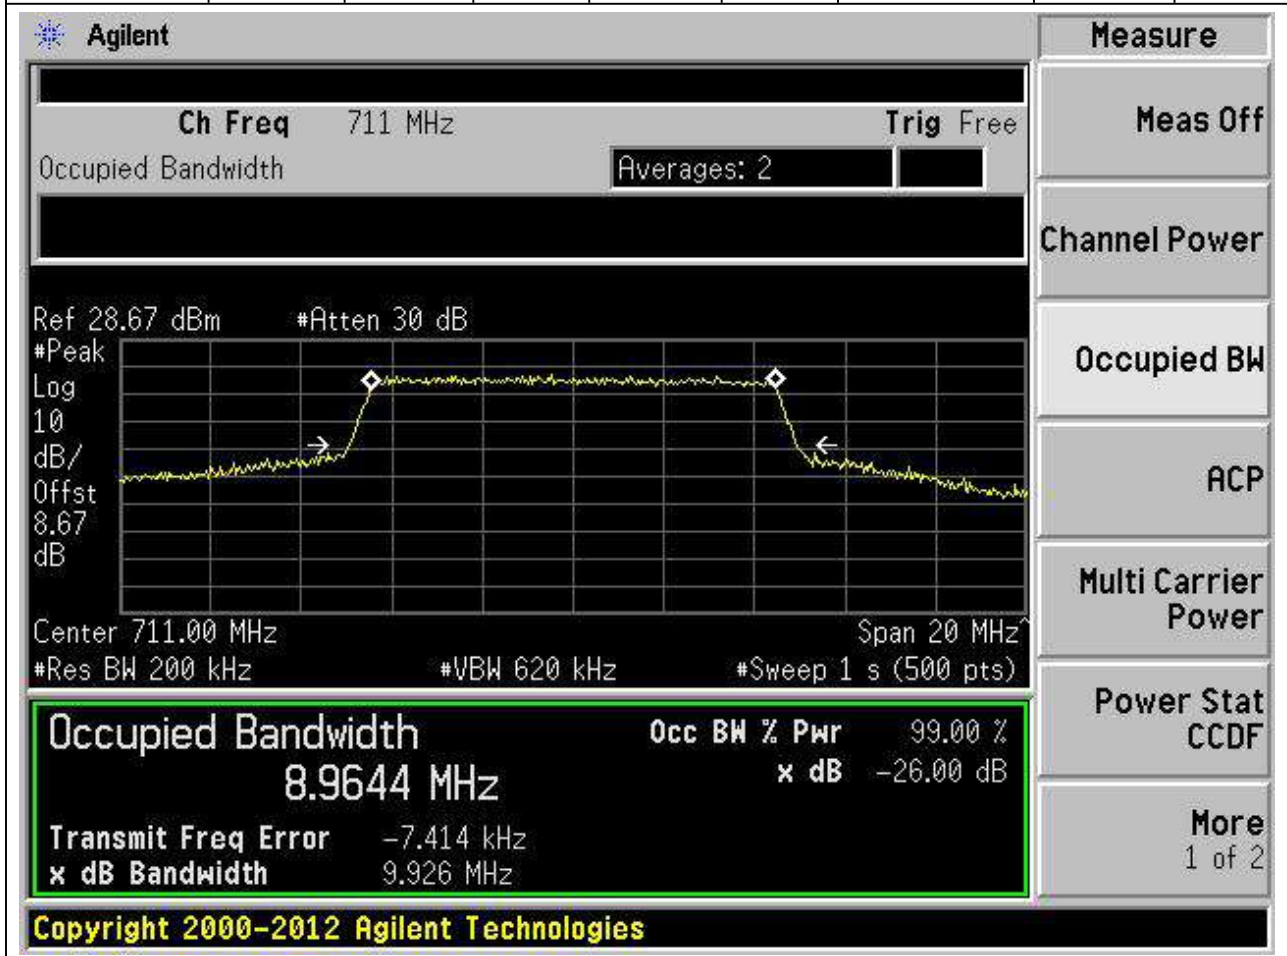 Agilent
Measure
Ch Freq 711 MHz Trig Free
Meas Off
Occupied Bandwidth Averages: 2
Channel Power
Ref 28.67 dBm #Atten 30 dB
#Peak
Log
10
dB/
Offst
8.67
dB
Occupied BW
ACP
Center 711.00 MHz Span 20 MHz^
#Res BW 200 kHz #VBW 620 kHz #Sweep 1 s (500 pts)
Multi Carrier
Power
Occupied Bandwidth Occ BW % Pwr 99.00 %
8.9644 MHz x dB -26.00 dB
Transmit Freq Error -7.414 kHz
x dB Bandwidth 9.926 MHz
Power Stat
CCDF
More
1 of 2
Copyright 2000-2012 Agilent Technologies